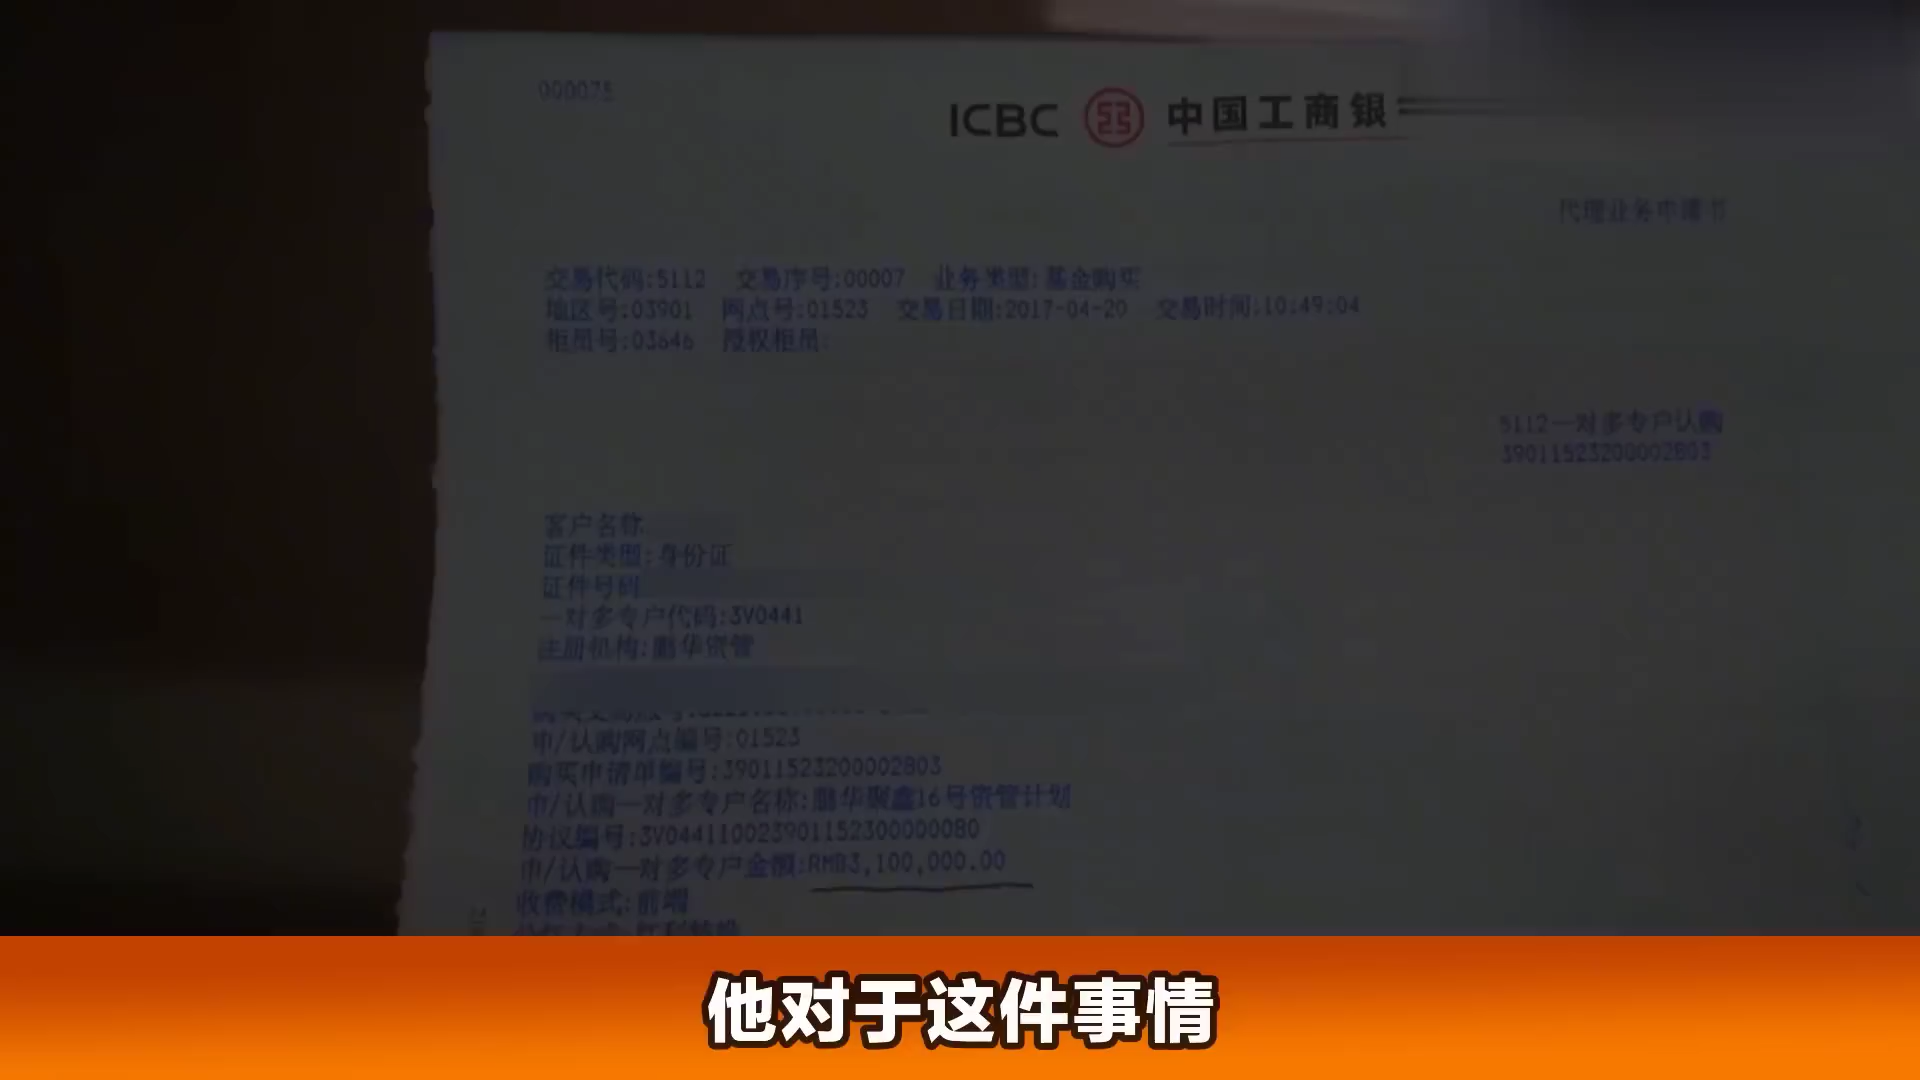 000075
ICBC 中国工商银
代理业务申请书
交易代码:5112 交易序号:00007 业务类型:基金购买
地区号:03901 网点号:01523 交易日期:2017-04-20 交易时间:10:49:04
柜员号:03646 授权柜员:
5112一对多专户认购
39011523200002803
客户名称
证件类型:身份证
证件号码
一对多专户代码:3V0441
注册机构:鹏华资管
申/认购网点编号:01523
购买申请单编号:39011523200002803
申/认购一对多专户名称:鹏华聚鑫16号资管计划
协议编号:3V044110023901152300000080
申/认购一对多专户金额:RMB3,100,000.00
收费模式:前端
他对于这件事情